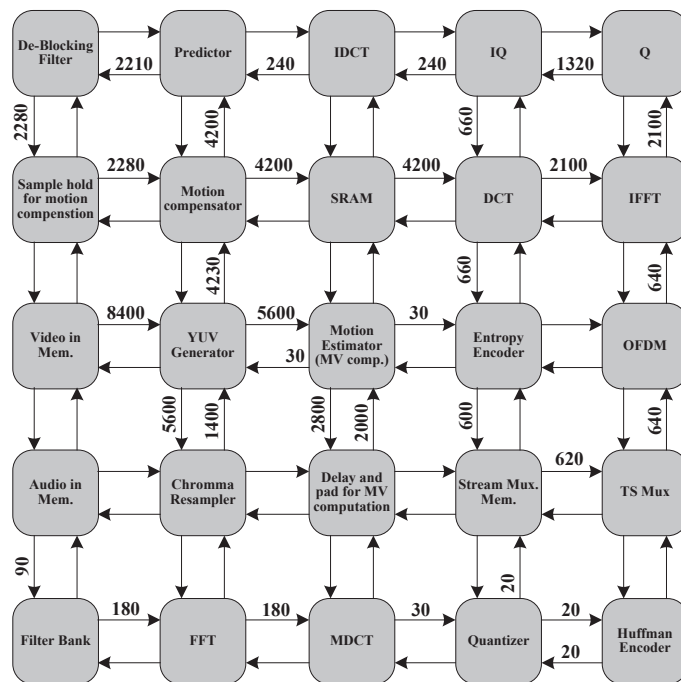 De-Blocking
Filter
Predictor
IDCT
IQ
Q
2210
240
240
1320
2280
4200
660
2100
Sample hold
for motion
compenstion
2280
Motion
compensator
4200
SRAM
4200
DCT
2100
IFFT
4230
660
640
Video in
Mem.
8400
YUV
Generator
5600
30
Motion
Estimator
(MV comp.)
30
Entropy
Encoder
OFDM
5600
1400
2800
2000
600
640
Audio in
Mem.
Chromma
Resampler
Delay and
pad for MV
computation
Stream Mux.
Mem.
620
TS Mux
90
20
Filter Bank
180
FFT
180
MDCT
30
Quantizer
20
20
Huffman
Encoder